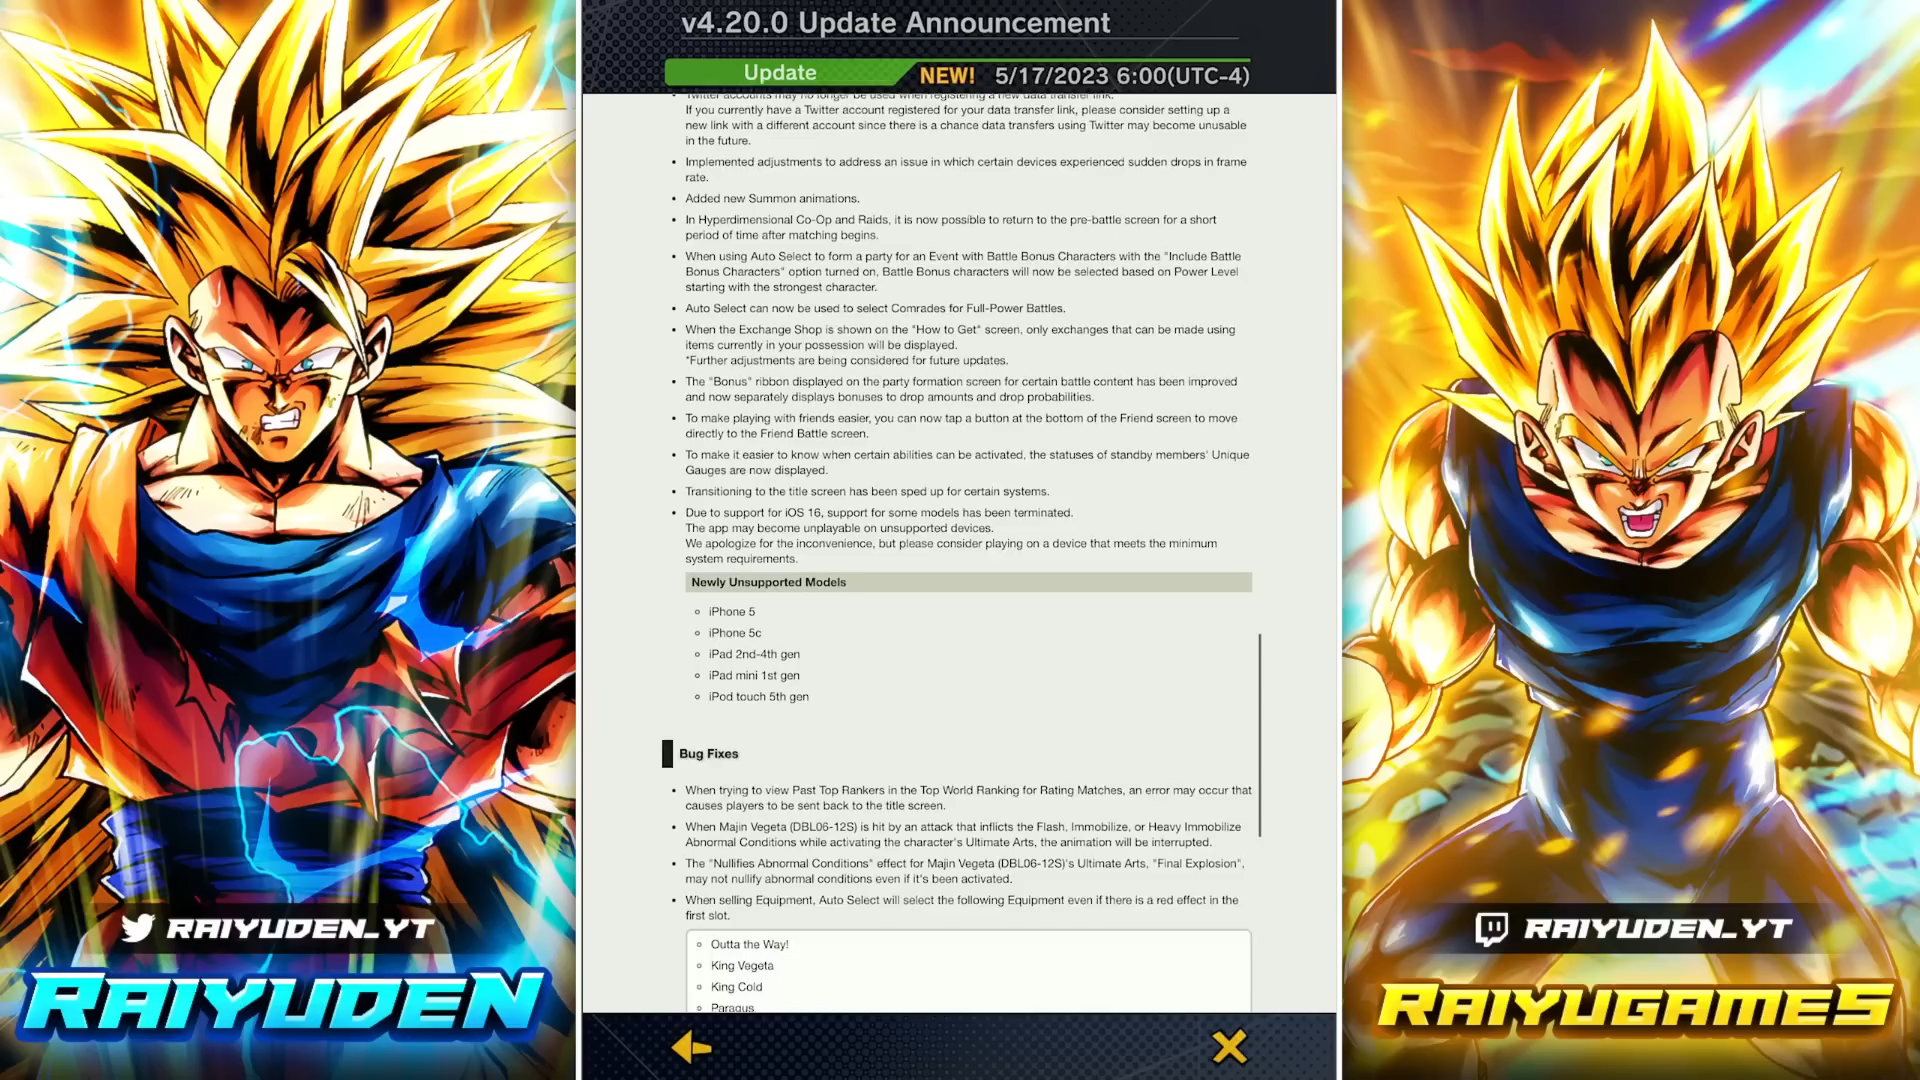 v4.20.0 Update Announcement
Update
NEW! 5/17/2023 6:00(UTC-4)
Twitter accounts may no longer be used when registering a new data transfer link.
If you currently have a Twitter account registered for your data transfer link, please consider setting up a
new link with a different account since there is a chance data transfers using Twitter may become unusable
in the future.
• Implemented adjustments to address an issue in which certain devices experienced sudden drops in frame
rate.
• Added new Summon animations.
• In Hyperdimensional Co-Op and Raids, it is now possible to return to the pre-battle screen for a short
period of time after matching begins.
• When using Auto Select to form a party for an Event with Battle Bonus Characters with the "Include Battle
Bonus Characters" option turned on, Battle Bonus characters will now be selected based on Power Level
starting with the strongest character.
• Auto Select can now be used to select Comrades for Full-Power Battles.
• When the Exchange Shop is shown on the "How to Get" screen, only exchanges that can be made using
items currently in your possession will be displayed.
*Further adjustments are being considered for future updates.
• The "Bonus" ribbon displayed on the party formation screen for certain battle content has been improved
and now separately displays bonuses to drop amounts and drop probabilities.
• To make playing with friends easier, you can now tap a button at the bottom of the Friend screen to move
directly to the Friend Battle screen.
• To make it easier to know when certain abilities can be activated, the statuses of standby members' Unique
Gauges are now displayed.
• Transitioning to the title screen has been sped up for certain systems.
• Due to support for iOS 16, support for some models has been terminated.
The app may become unplayable on unsupported devices.
We apologize for the inconvenience, but please consider playing on a device that meets the minimum
system requirements.
Newly Unsupported Models
iPhone 5
iPhone 5c
iPad 2nd-4th gen
iPad mini 1st gen
iPod touch 5th gen
Bug Fixes
• When trying to view Past Top Rankers in the Top World Ranking for Rating Matches, an error may occur that
causes players to be sent back to the title screen.
• When Majin Vegeta (DBL06-12S) is hit by an attack that inflicts the Flash, Immobilize, or Heavy Immobilize
Abnormal Conditions while activating the character's Ultimate Arts, the animation will be interrupted.
• The "Nullifies Abnormal Conditions" effect for Majin Vegeta (DBL06-12S)'s Ultimate Arts, "Final Explosion",
may not nullify abnormal conditions even if it's been activated.
• When selling Equipment, Auto Select will select the following Equipment even if there is a red effect in the
first slot.
Outta the Way!
King Vegeta
King Cold
Paragus
RAIYUDEN_YT
RAIYUDEN
RAIYUDEN_YT
RAIYUGAMES